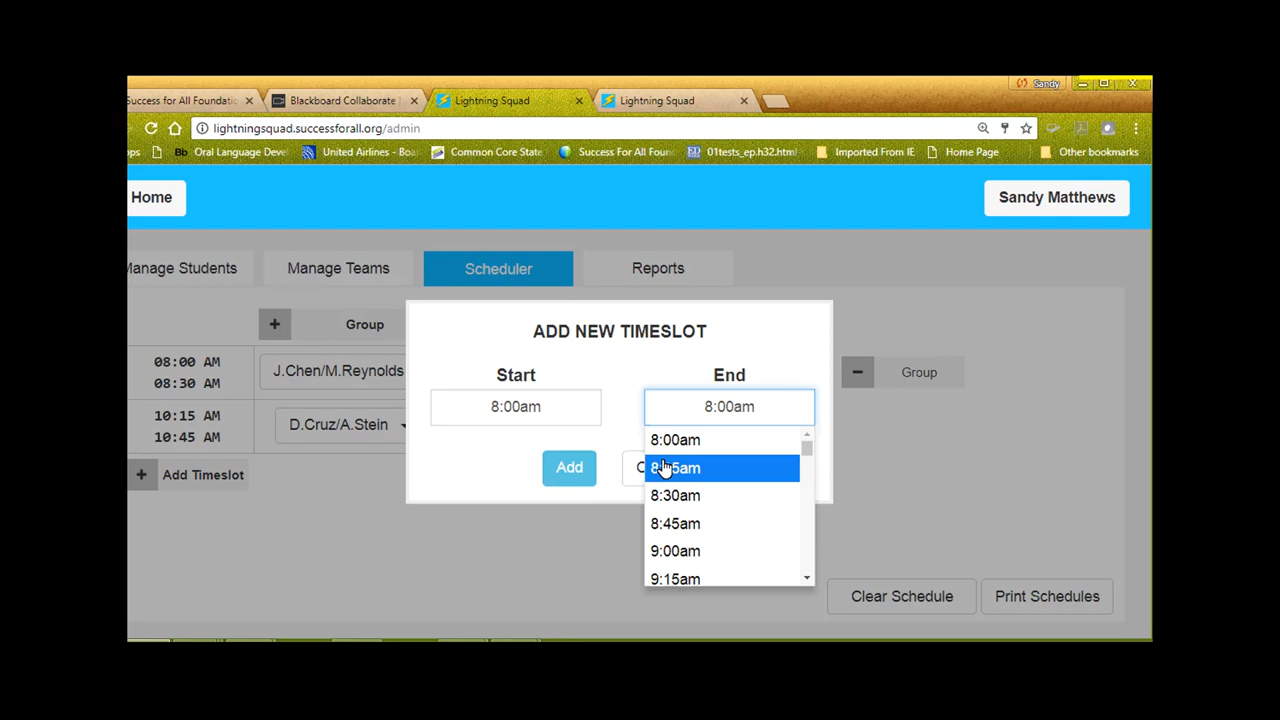 Sandy
Success for All Foundatio
Blackboard Collaborate
Lightning Squad
Lightning Squad
lightningsquad.successforall.org/admin
ps
Bb Oral Language Deve
United Airlines - Boa
Common Core State
Success For All Foun
01tests_ep.h32.html
Imported From IE
Home Page
Other bookmarks
Home
Sandy Matthews
Manage Students
Manage Teams
Scheduler
Reports
+ Group
ADD NEW TIMESLOT
Start
End
08:00 AM
08:30 AM
J.Chen/M.Reynolds
- Group
8:00am
8:00am
10:15 AM
10:45 AM
D.Cruz/A.Stein
8:00am
+ Add Timeslot
Add
C
8:30am
8:45am
9:00am
9:15am
Clear Schedule
Print Schedules